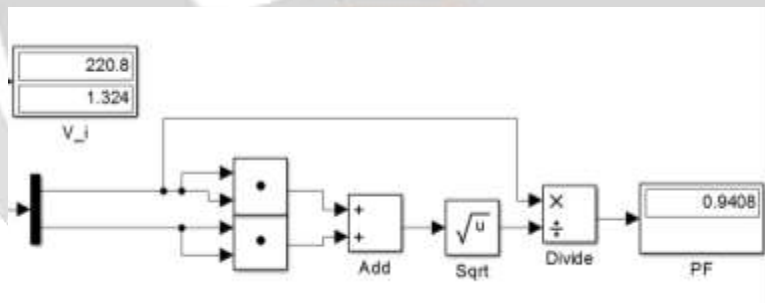 220.8
1.324
V_i
+
+
Add
√u
Sqrt
×
÷
Divide
0.9408
PF